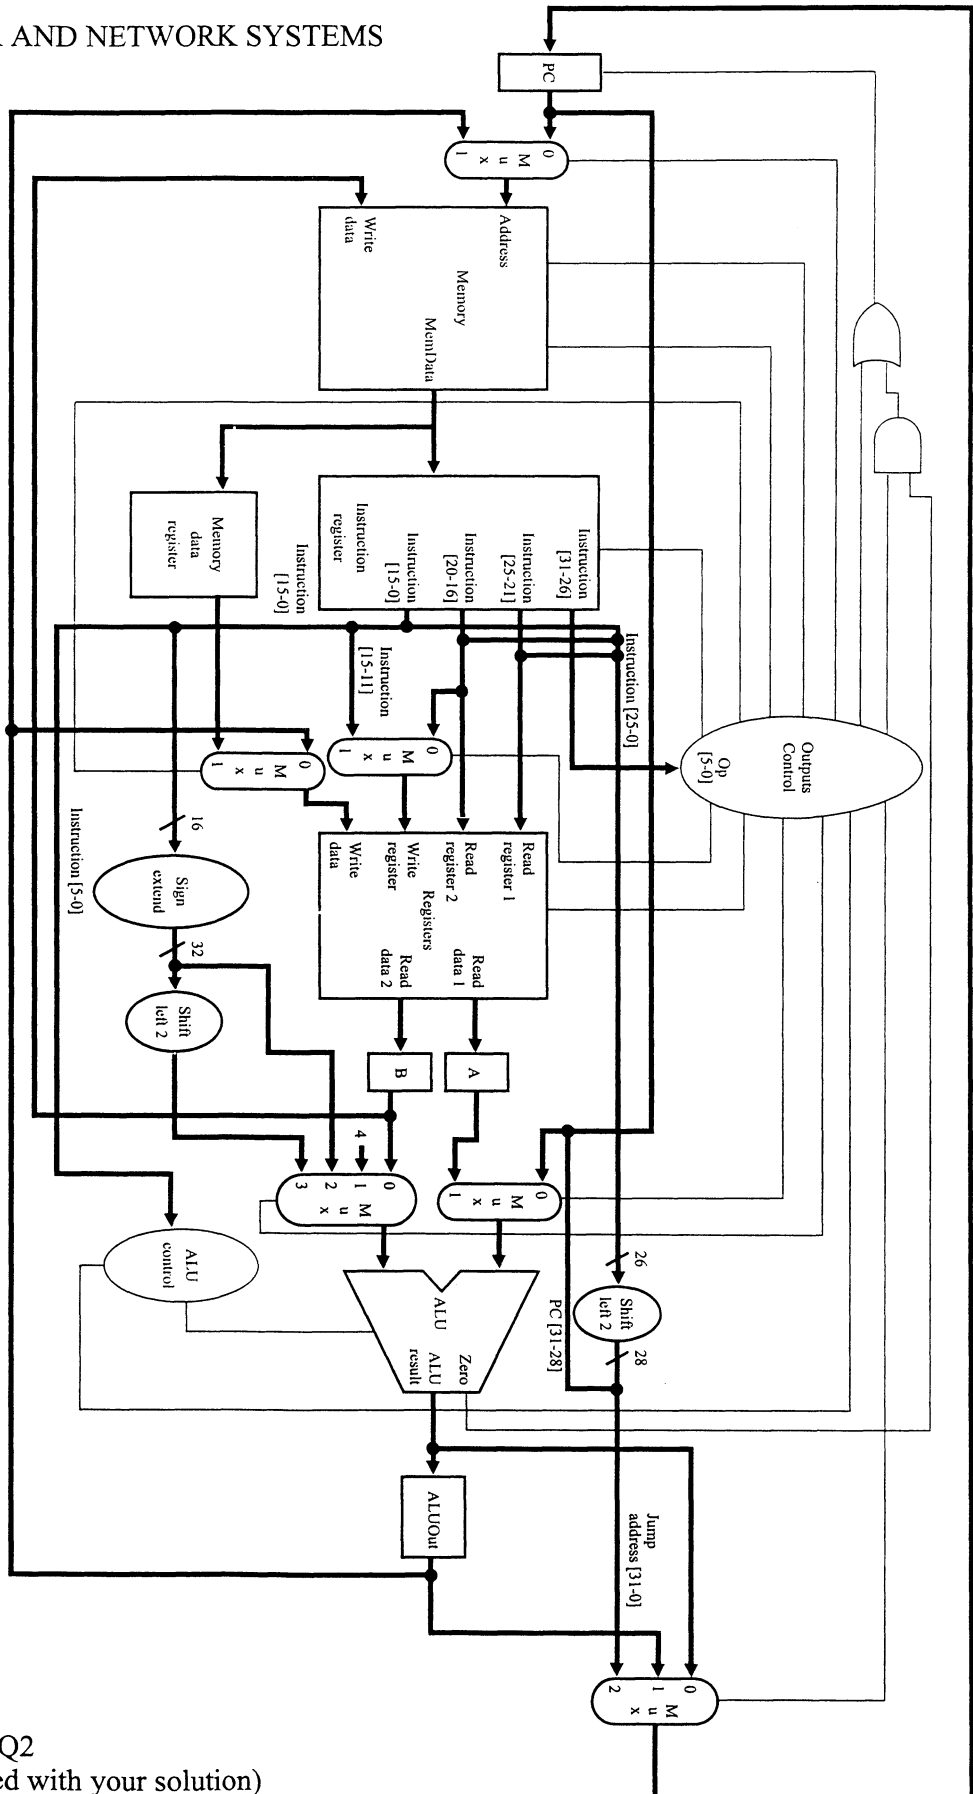 AND NETWORK SYSTEMS
PC
0
M
u
x
1
Address
Write
data
Memory
MemData
Instruction
[31-26]
Instruction
[25-21]
Instruction
[20-16]
Instruction
[15-0]
Instruction
register
Memory
data
register
Instruction
[15-0]
Instruction [25-0]
Instruction
[15-11]
0
M
u
x
1
0
M
u
x
1
Outputs
Control
Op
[5-0]
Read
register 1
Read
register 2
Write
register
Write
data
Registers
Read
data 1
Read
data 2
16
Sign
extend
32
Shift
left 2
Instruction [5-0]
A
B
4
0
M
u
x
1
0
1
2
3
M
u
x
ALU
control
26
Shift
left 2
28
PC [31-28]
ALU
Zero
ALU
result
ALUOut
Jump
address [31-0]
0
1
2
M
u
x
Q2
ed with your solution)